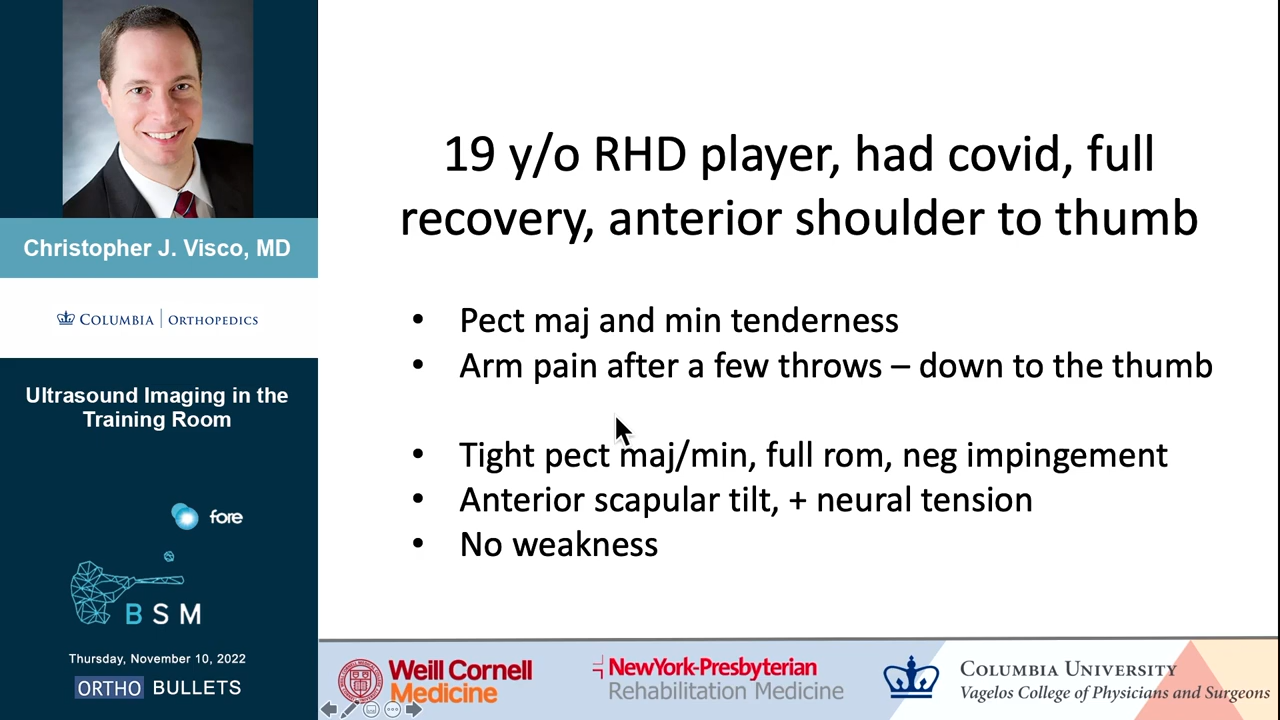 Christopher J. Visco, MD
COLUMBIA | ORTHOPEDICS
Ultrasound Imaging in the
Training Room
fore
BSM
Thursday, November 10, 2022
ORTHO BULLETS
19 y/o RHD player, had covid, full
recovery, anterior shoulder to thumb
• Pect maj and min tenderness
• Arm pain after a few throws – down to the thumb
• Tight pect maj/min, full rom, neg impingement
• Anterior scapular tilt, + neural tension
• No weakness
Weill Cornell
Medicine
NewYork-Presbyterian
Rehabilitation Medicine
COLUMBIA UNIVERSITY
Vagelos College of Physicians and Surgeons